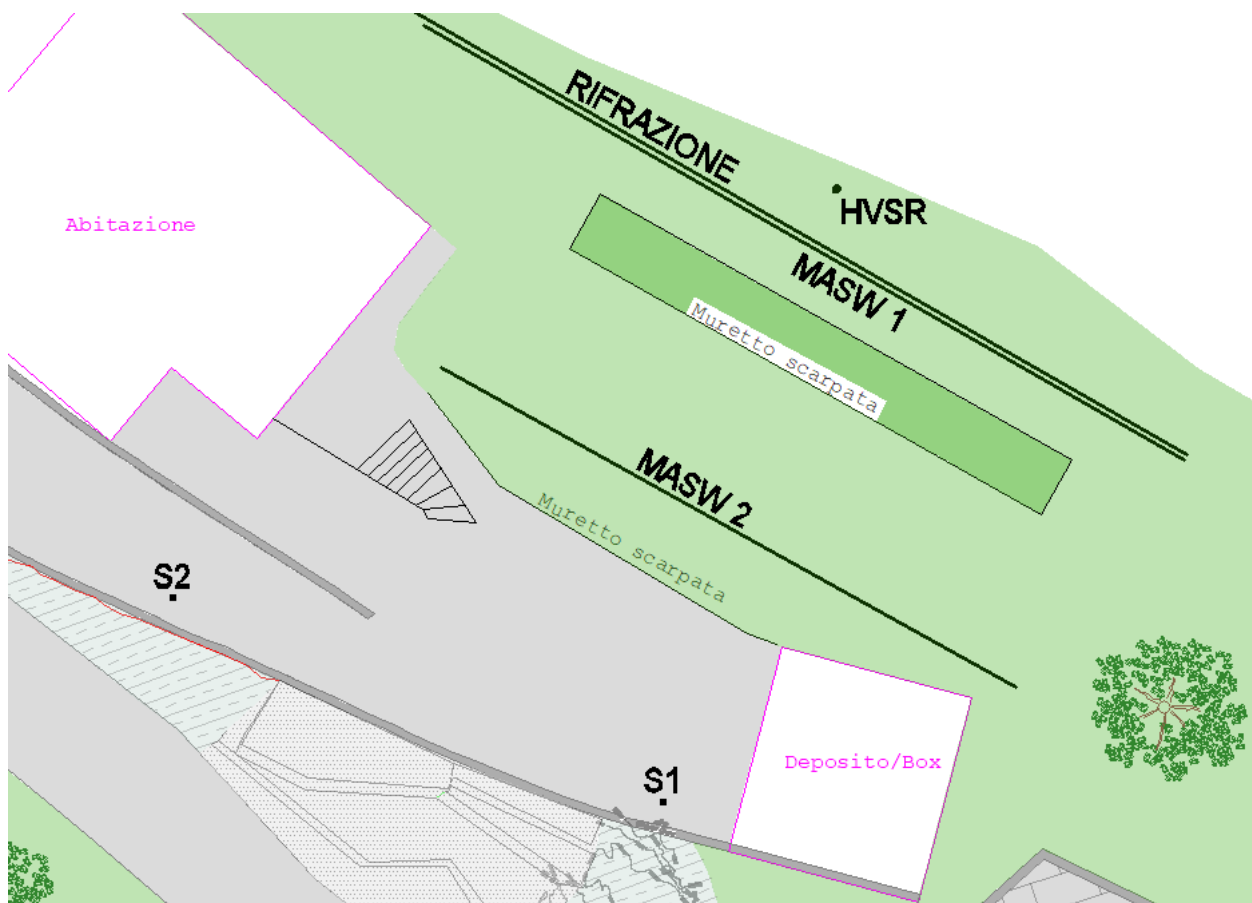 RIFRAZIONE
HVSR
Abitazione
MASW 1
Muretto scarpata
MASW 2
Muretto scarpata
S2
Deposito/Box
S1